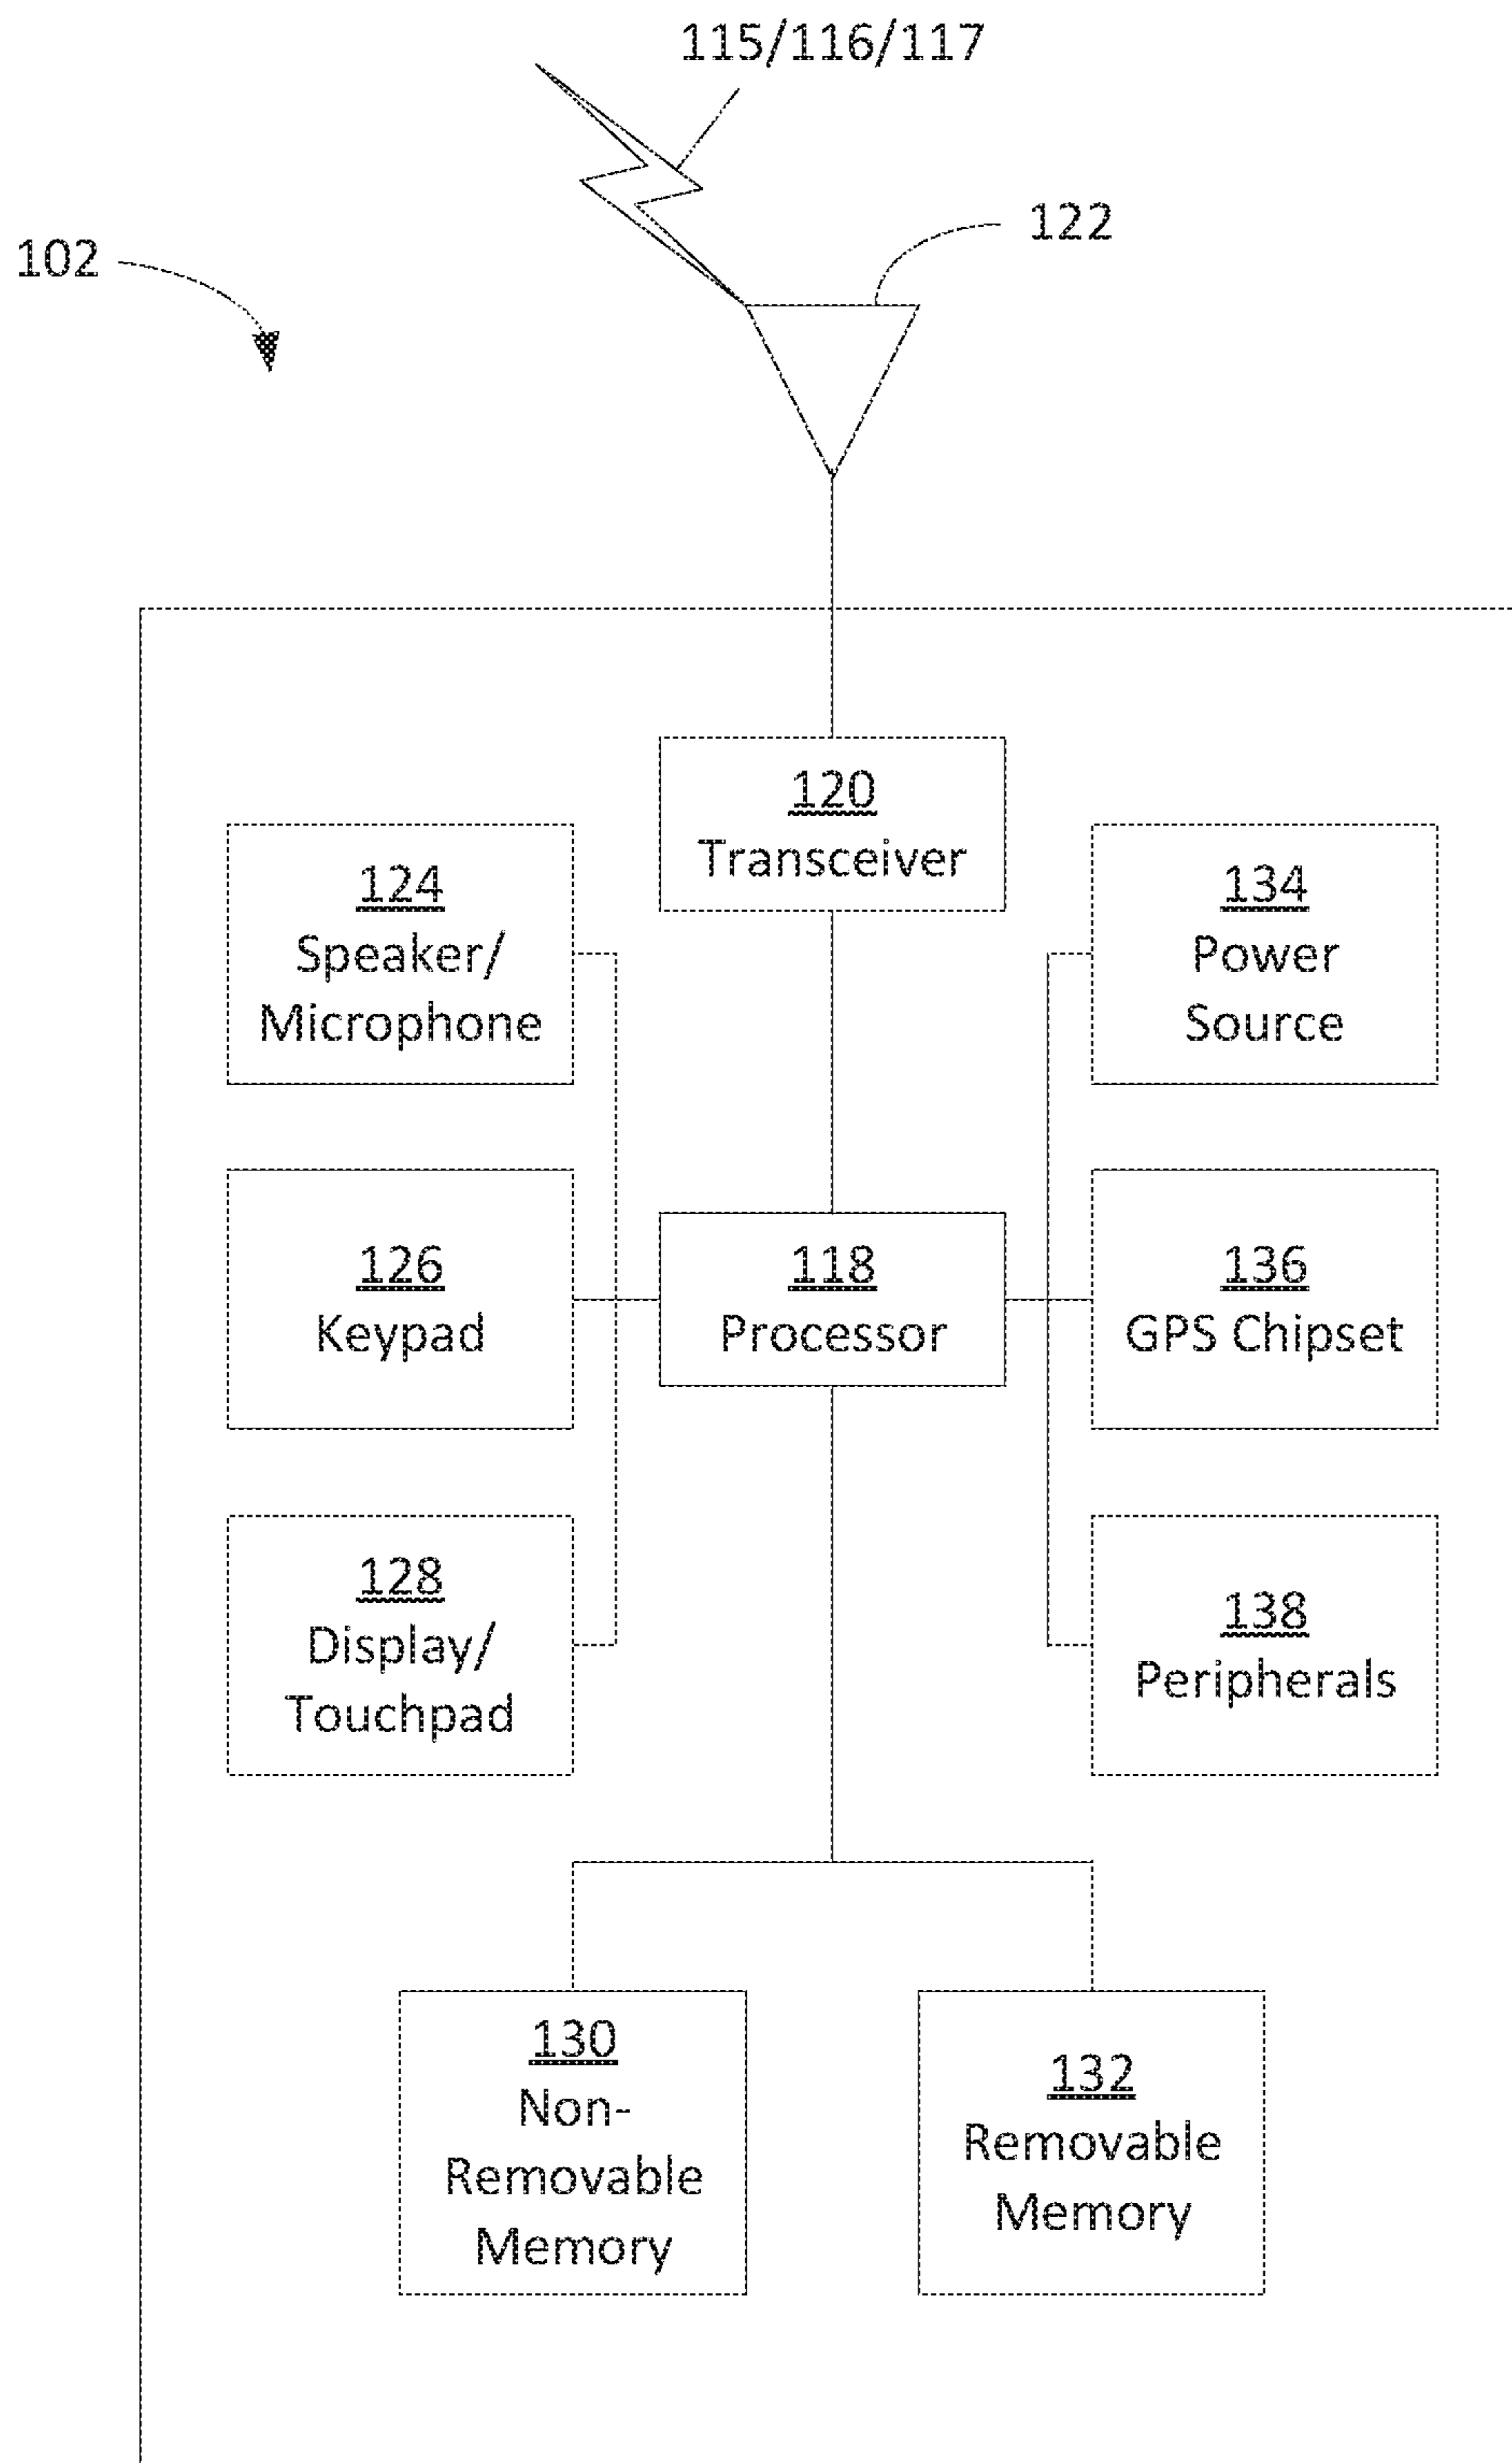 115/116/117
122
102
120
Transceiver
124
Speaker/
Microphone
134
Power
Source
126
Keypad
118
Processor
136
GPS Chipset
128
Display/
Touchpad
138
Peripherals
130
Non-
Removable
Memory
132
Removable
Memory